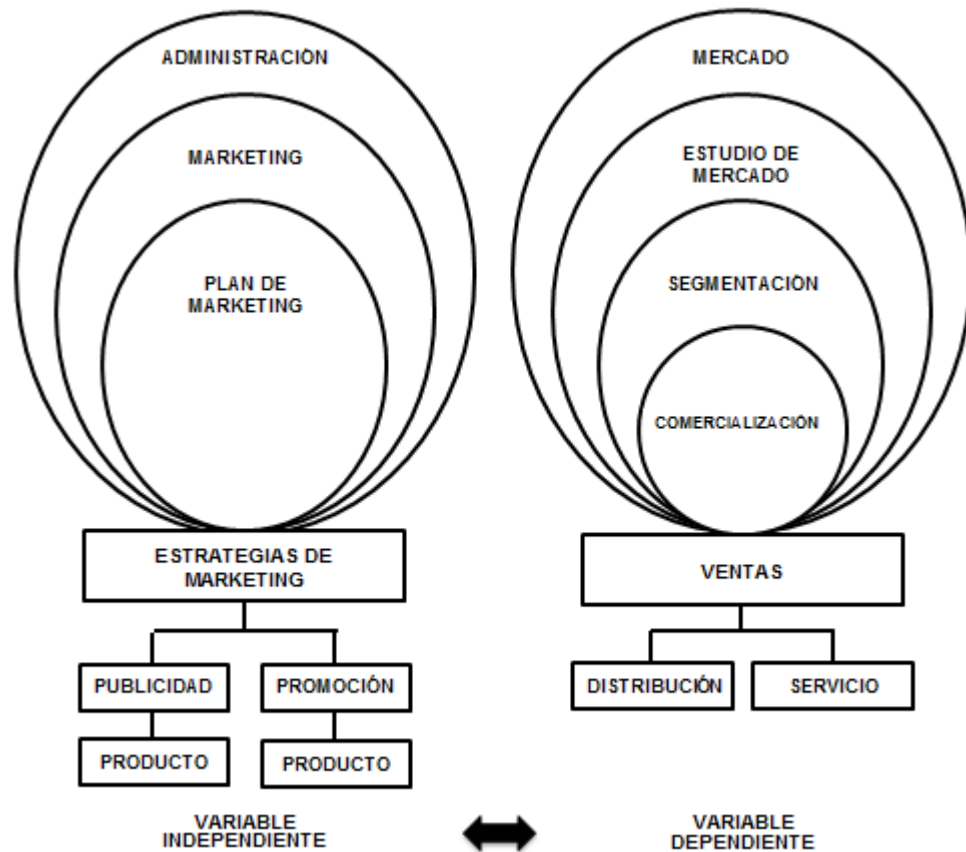 ADMINISTRACIÓN
MARKETING
PLAN DE
MARKETING
ESTRATEGIAS DE
MARKETING
PUBLICIDAD
PROMOCIÓN
PRODUCTO
PRODUCTO
VARIABLE
INDEPENDIENTE
MERCADO
ESTUDIO DE
MERCADO
SEGMENTACIÓN
COMERCIALIZACIÓN
VENTAS
DISTRIBUCIÓN
SERVICIO
VARIABLE
DEPENDIENTE